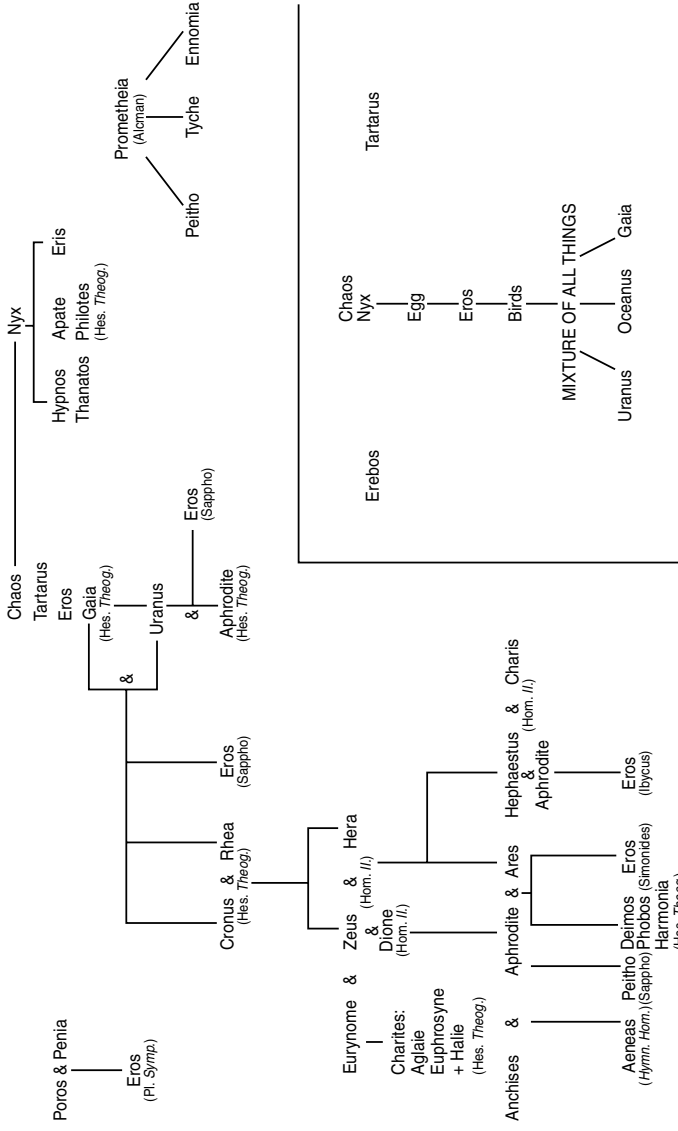 Poros & Penia
Eros
(Pl. Symp.)
Chaos
Tartarus
Eros
Gaia
(Hes. Theog.)
&
Uranus
&
Eros
(Sappho)
Aphrodite
(Hes. Theog.)
Nyx
Hypnos
Thanatos
Apate
Philotes
(Hes. Theog.)
Eris
Prometheia
(Alcman)
Peitho
Tyche
Ennomia
Cronus & Rhea
(Hes. Theog.)
Eros
(Sappho)
Eurynome & Zeus & Hera
(Hom. Il.)
&
Dione
(Hom. Il.)
Charites:
Aglaie
Euphrosyne
+ Halie
(Hes. Theog.)
Anchises & Aphrodite & Ares
Hephaestus & Charis
(Hom. Il.)
&
Aphrodite
Aeneas
(Hymn. Hom.)
Peitho
(Sappho)
Deimos
Phobos
Harmonia
Eros
(Simonides)
Eros
(Ibycus)
Erebos
Chaos
Nyx
Tartarus
Egg
Eros
Birds
MIXTURE OF ALL THINGS
Uranus
Oceanus
Gaia